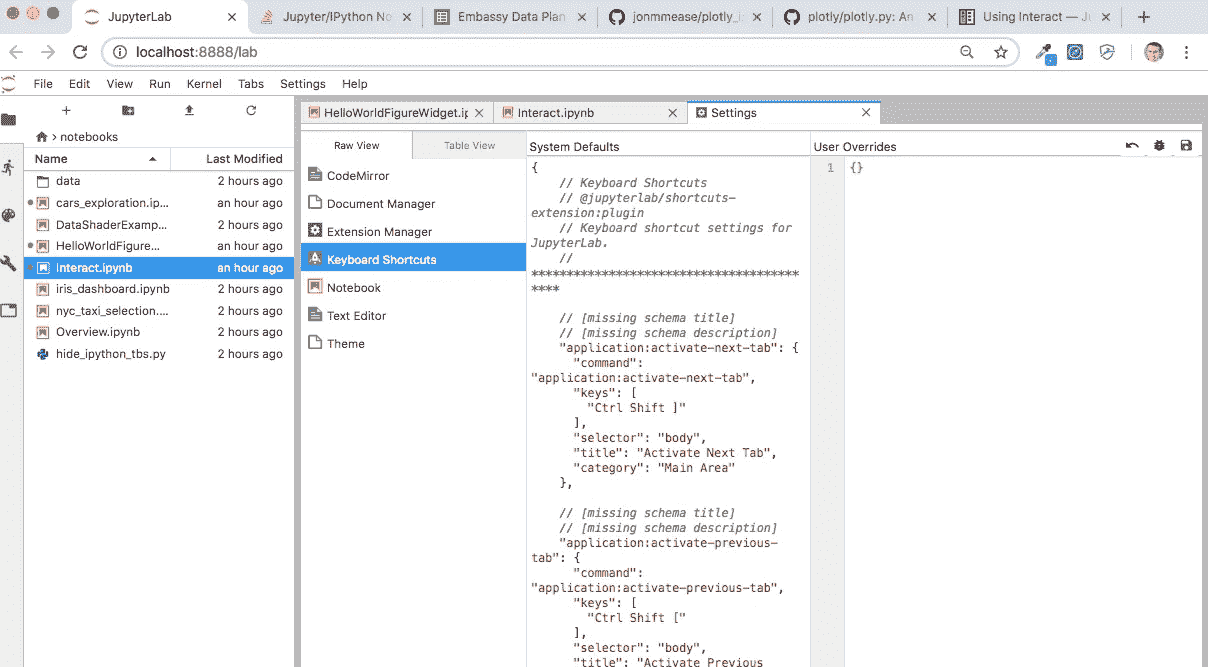 JupyterLab
Jupyter/IPython No
Embassy Data Plan
jonmmease/plotly_i
plotly/plotly.py: An
Using Interact — Ju
localhost:8888/lab
File Edit View Run Kernel Tabs Settings Help
notebooks
Name Last Modified
data 2 hours ago
cars_exploration.ip... an hour ago
DataShaderExamp... 2 hours ago
HelloWorldFigure... an hour ago
Interact.ipynb an hour ago
iris_dashboard.ipynb 2 hours ago
nyc_taxi_selection.... 2 hours ago
Overview.ipynb 2 hours ago
hide_ipython_tbs.py 2 hours ago
HelloWorldFigureWidget.ip
Interact.ipynb
Settings
Raw View Table View
CodeMirror
Document Manager
Extension Manager
Keyboard Shortcuts
Notebook
Text Editor
Theme
System Defaults
{
// Keyboard Shortcuts
// @jupyterlab/shortcuts-
extension:plugin
// Keyboard shortcut settings for
JupyterLab.
//
**************************************
****
// [missing schema title]
// [missing schema description]
"application:activate-next-tab": {
"command":
"application:activate-next-tab",
"keys": [
"Ctrl Shift ]"
],
"selector": "body",
"title": "Activate Next Tab",
"category": "Main Area"
},
// [missing schema title]
// [missing schema description]
"application:activate-previous-
tab": {
"command":
"application:activate-previous-tab",
"keys": [
"Ctrl Shift ["
],
"selector": "body",
"title": "Activate Previous
User Overrides
1 {}